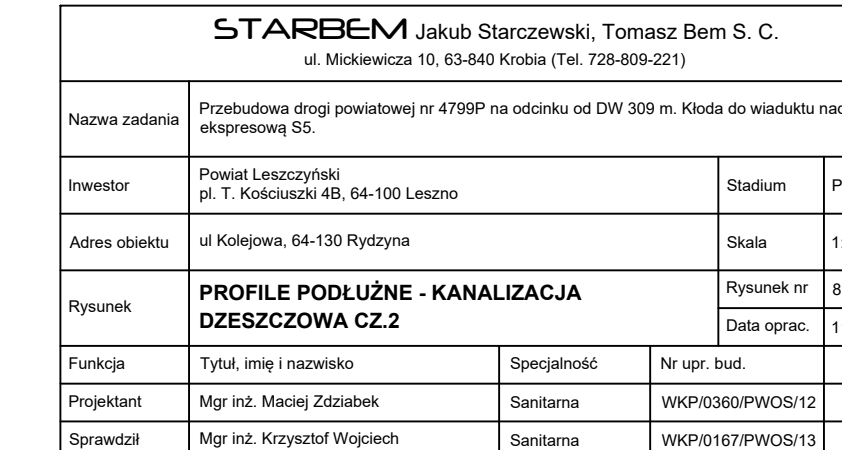 STARBEM Jakub Starczewski, Tomasz Bem S. C.
ul. Mickiewicza 10, 63-840 Krobia (Tel. 728-809-221)
Nazwa zadania
Przebudowa drogi powiatowej nr 4799P na odcinku od DW 309 m. Kłoda do wiaduktu
ekspresową S5.
Inwestor
Powiat Leszczyński
pl. T. Kościuszki 4B, 64-100 Leszno
Stadium
Adres obiektu
ul Kolejowa, 64-130 Rydzyna
Skala
Rysunek
PROFILE PODŁUŻNE - KANALIZACJA
DZESZCZOWA CZ.2
Rysunek nr 8
Data oprac.
Funkcja Tytuł, imię i nazwisko Specjalność Nr upr. bud.
Projektant Mgr inż. Maciej Zdziabek Sanitarna WKP/0360/PWOS/12
Sprawdził Mgr inż. Krzysztof Wojciech Sanitarna WKP/0167/PWOS/13